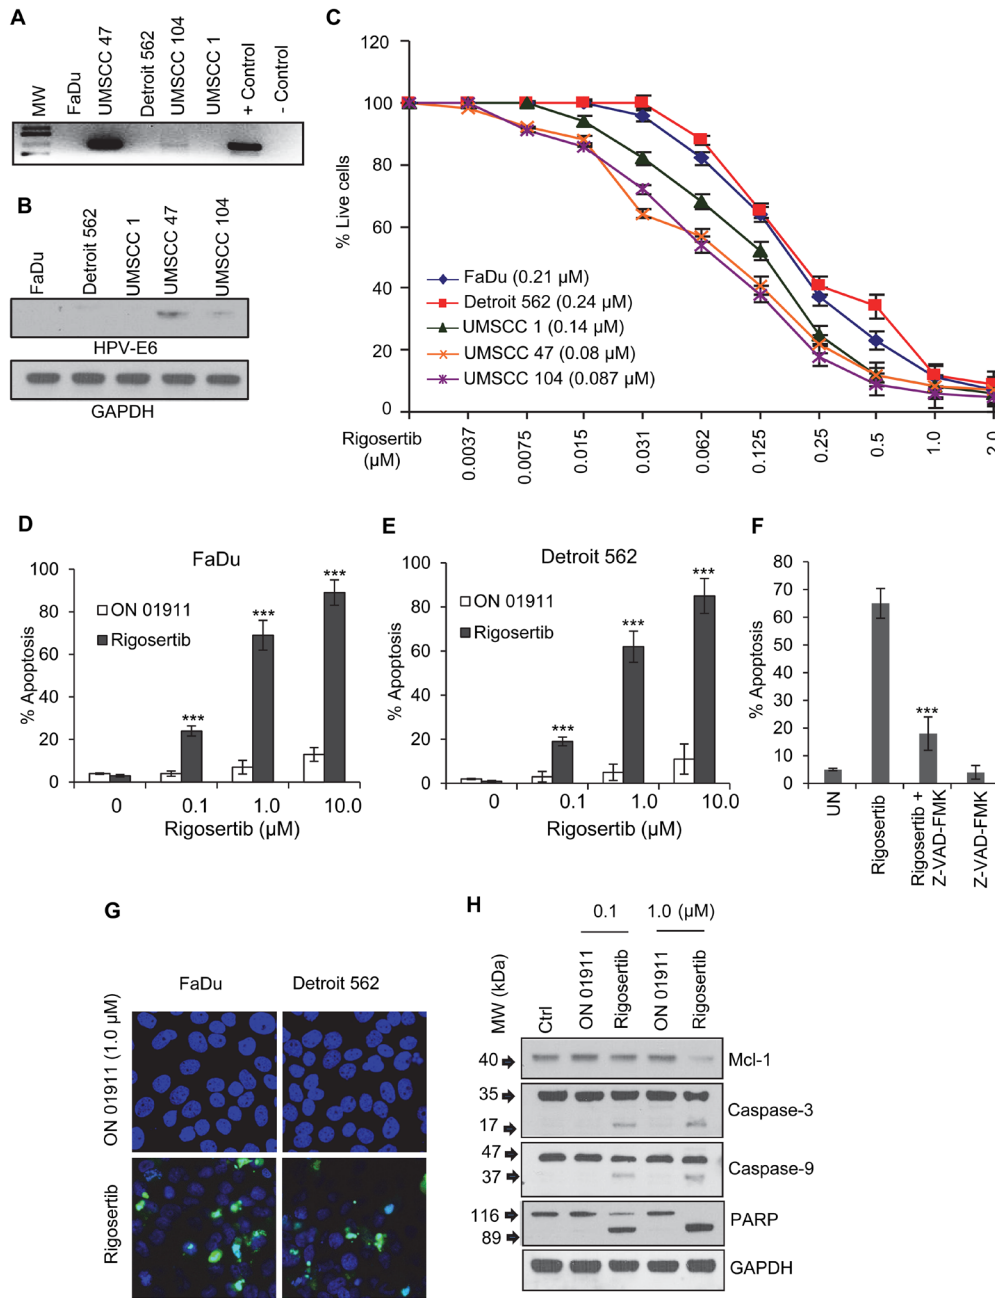 A
MW
FaDu
UMSCC 47
Detroit 562
UMSCC 104
UMSCC 1
+ Control
- Control
B
FaDu
Detroit 562
UMSCC 1
UMSCC 47
UMSCC 104
HPV-E6
GAPDH
C
% Live cells
120
100
80
60
40
20
0
FaDu (0.21 µM)
Detroit 562 (0.24 µM)
UMSCC 1 (0.14 µM)
UMSCC 47 (0.08 µM)
UMSCC 104 (0.087 µM)
Rigosertib
(µM)
0.0037
0.0075
0.015
0.031
0.062
0.125
0.25
0.5
1.0
2.0
D
FaDu
% Apoptosis
100
80
60
40
20
0
ON 01911
Rigosertib
***
***
***
0 0.1 1.0 10.0
Rigosertib (µM)
E
Detroit 562
% Apoptosis
100
80
60
40
20
0
ON 01911
Rigosertib
***
***
***
0 0.1 1.0 10.0
Rigosertib (µM)
F
% Apoptosis
80
70
60
50
40
30
20
10
0
***
UN
Rigosertib
Rigosertib +
Z-VAD-FMK
Z-VAD-FMK
G
FaDu Detroit 562
ON 01911 (1.0 µM)
Rigosertib
H
0.1 1.0 (µM)
MW (kDa)
Ctrl
ON 01911
Rigosertib
ON 01911
Rigosertib
40 Mcl-1
35
Caspase-3
17
47
Caspase-9
37
116 PARP
89
GAPDH